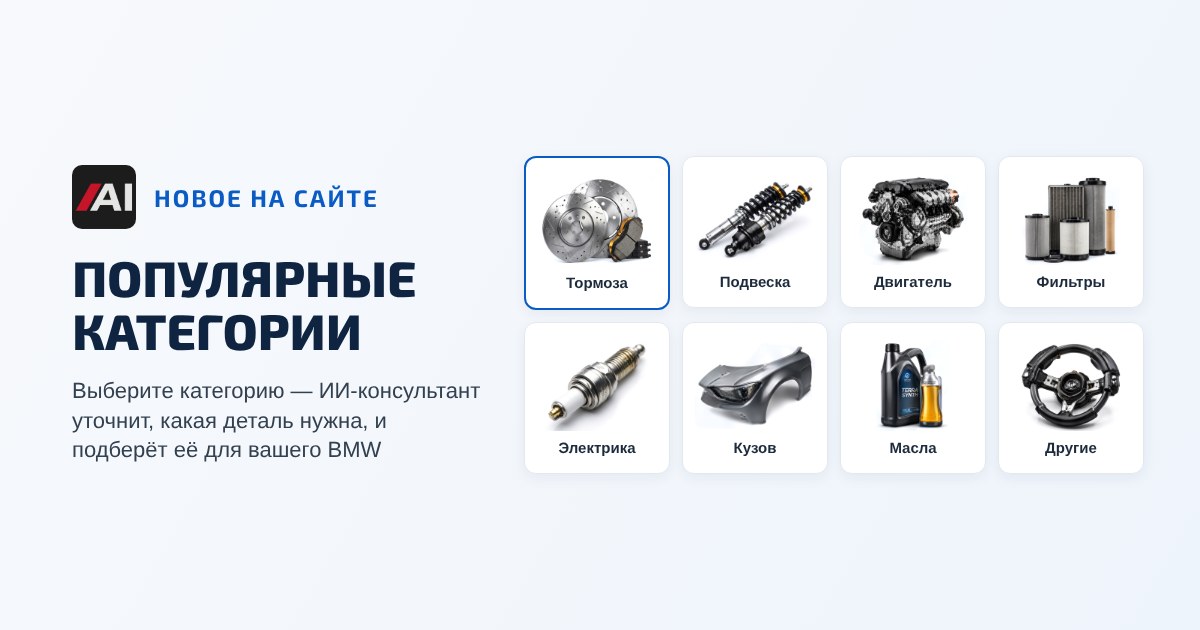 AI
НОВОЕ НА САЙТЕ
ПОПУЛЯРНЫЕ
КАТЕГОРИИ
Выберите категорию — ИИ-консультант
уточнит, какая деталь нужна, и
подберёт её для вашего BMW
Тормоза
Подвеска
Двигатель
Фильтры
Электрика
Кузов
Масла
Другие